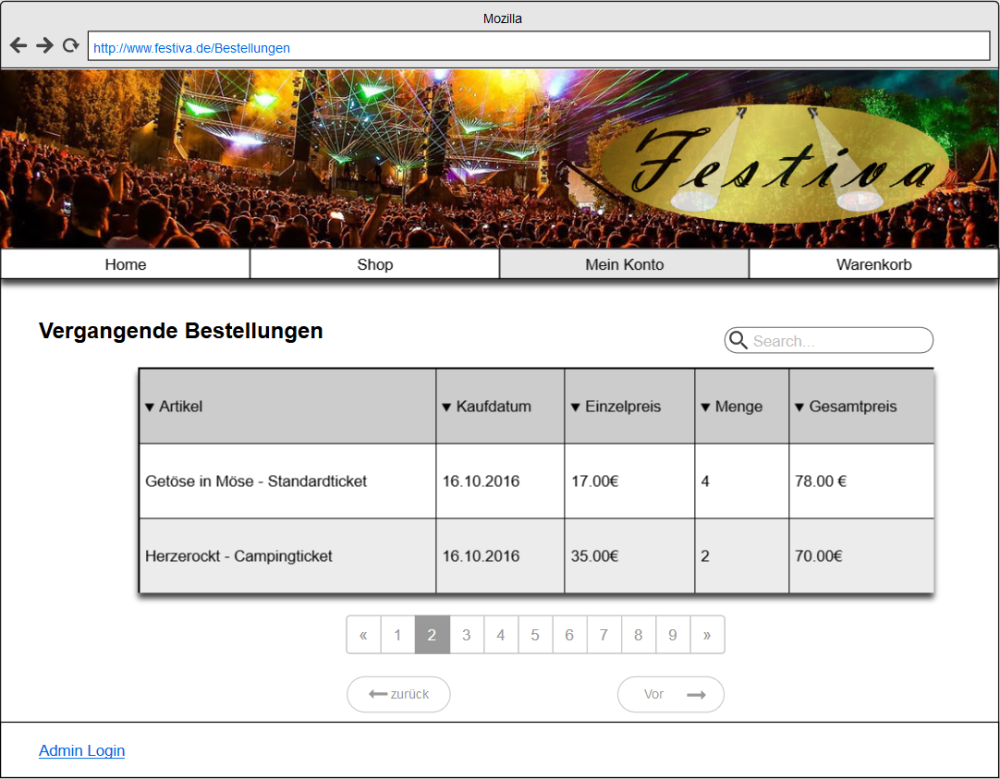 Mozilla
http://www.festiva.de/Bestellungen
Festiva
Home Shop Mein Konto Warenkorb
Vergangende Bestellungen
Search...
▼ Artikel ▼ Kaufdatum ▼ Einzelpreis ▼ Menge ▼ Gesamtpreis
Getöse in Möse - Standardticket 16.10.2016 17.00€ 4 78.00 €
Herzerockt - Campingticket 16.10.2016 35.00€ 2 70.00€
« 1 2 3 4 5 6 7 8 9 »
zurück Vor
Admin Login